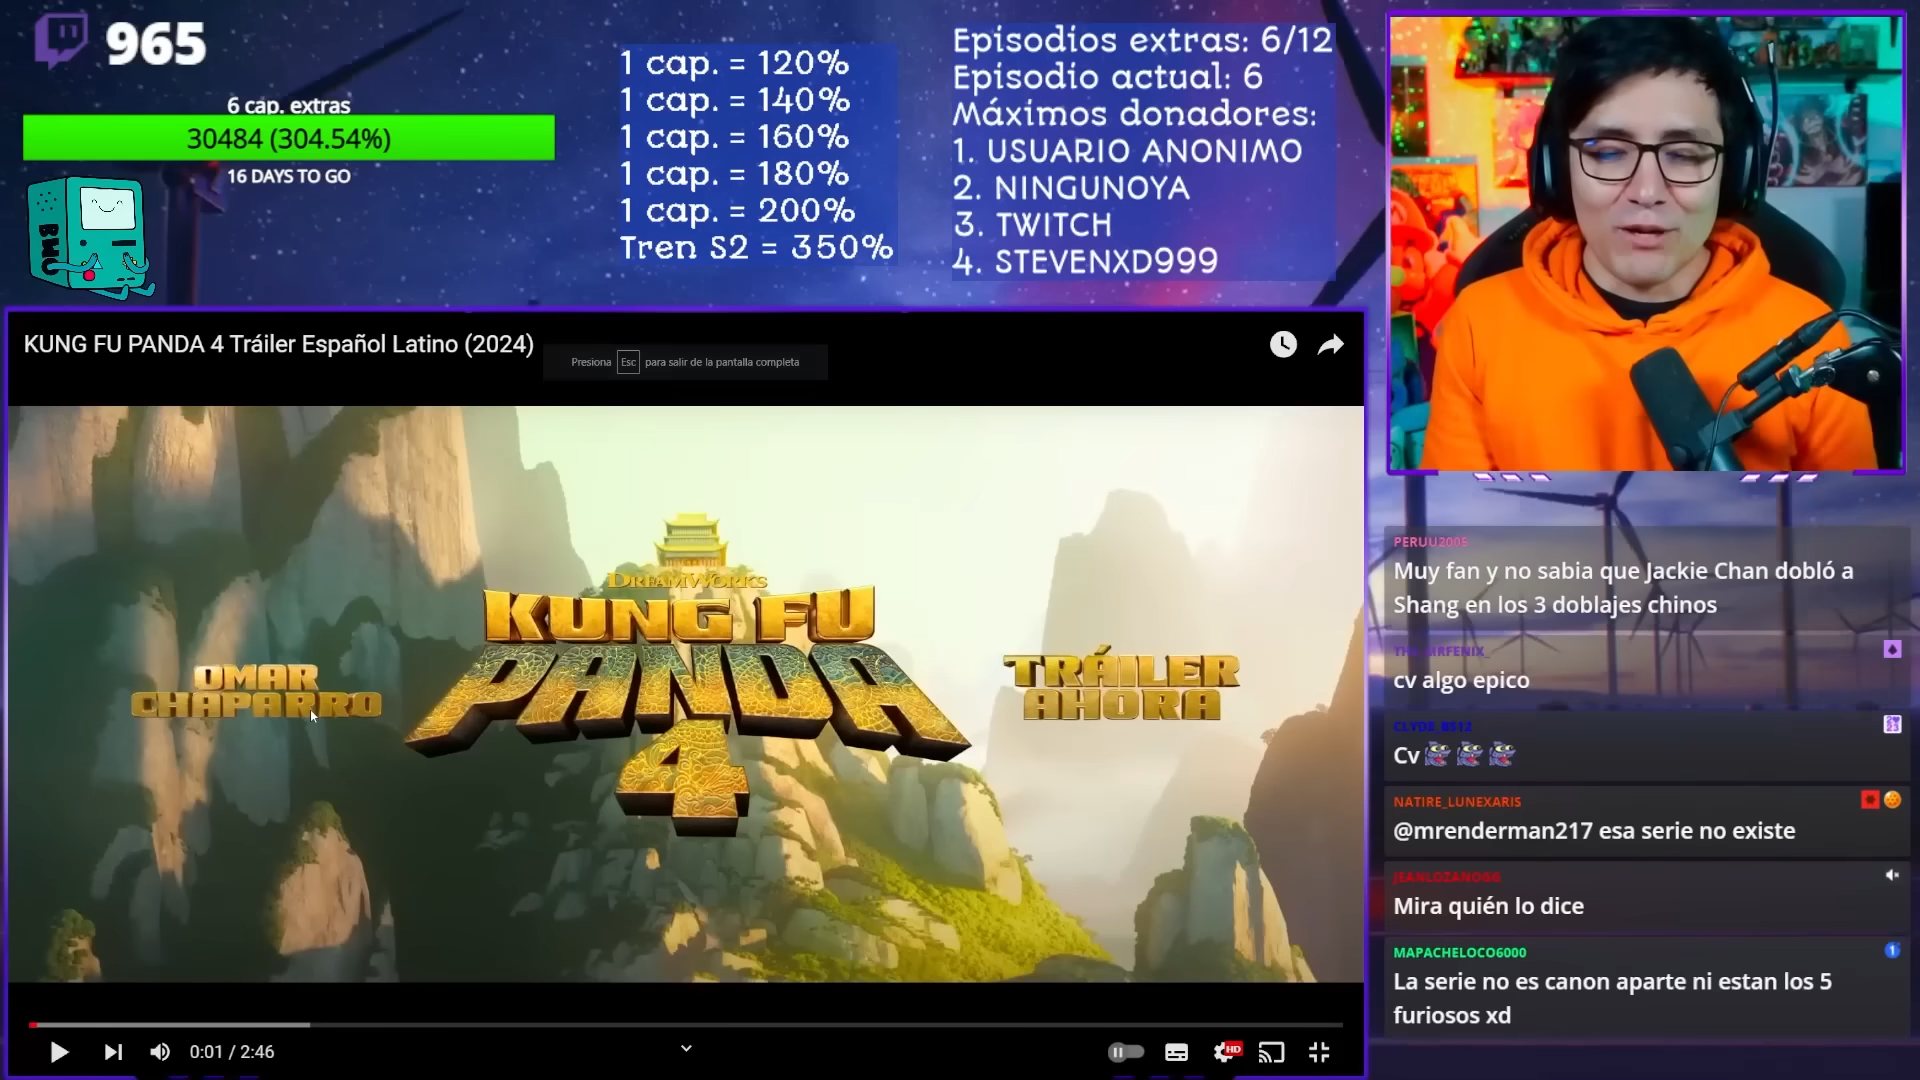 965
6 cap. extras
30484 (304.54%)
16 DAYS TO GO
BMO
1 cap. = 120%
1 cap. = 140%
1 cap. = 160%
1 cap. = 180%
1 cap. = 200%
Tren S2 = 350%
Episodios extras: 6/12
Episodio actual: 6
Máximos donadores:
1. USUARIO ANONIMO
2. NINGUNOYA
3. TWITCH
4. STEVENXD999
KUNG FU PANDA 4 Tráiler Español Latino (2024)
Presiona Esc para salir de la pantalla completa
DREAMWORKS
KUNG FU
PANDA
4
OMAR
CHAPARRO
TRÁILER
AHORA
0:01 / 2:46
HD
PERUU200E
Muy fan y no sabia que Jackie Chan dobló a
Shang en los 3 doblajes chinos
cv algo epico
CLYDE_B612
Cv
NATIRE_LUNEXARIS
@mrenderman217 esa serie no existe
JEANLOZANOGG
Mira quién lo dice
MAPACHELOCO6000
1
La serie no es canon aparte ni estan los 5
furiosos xd